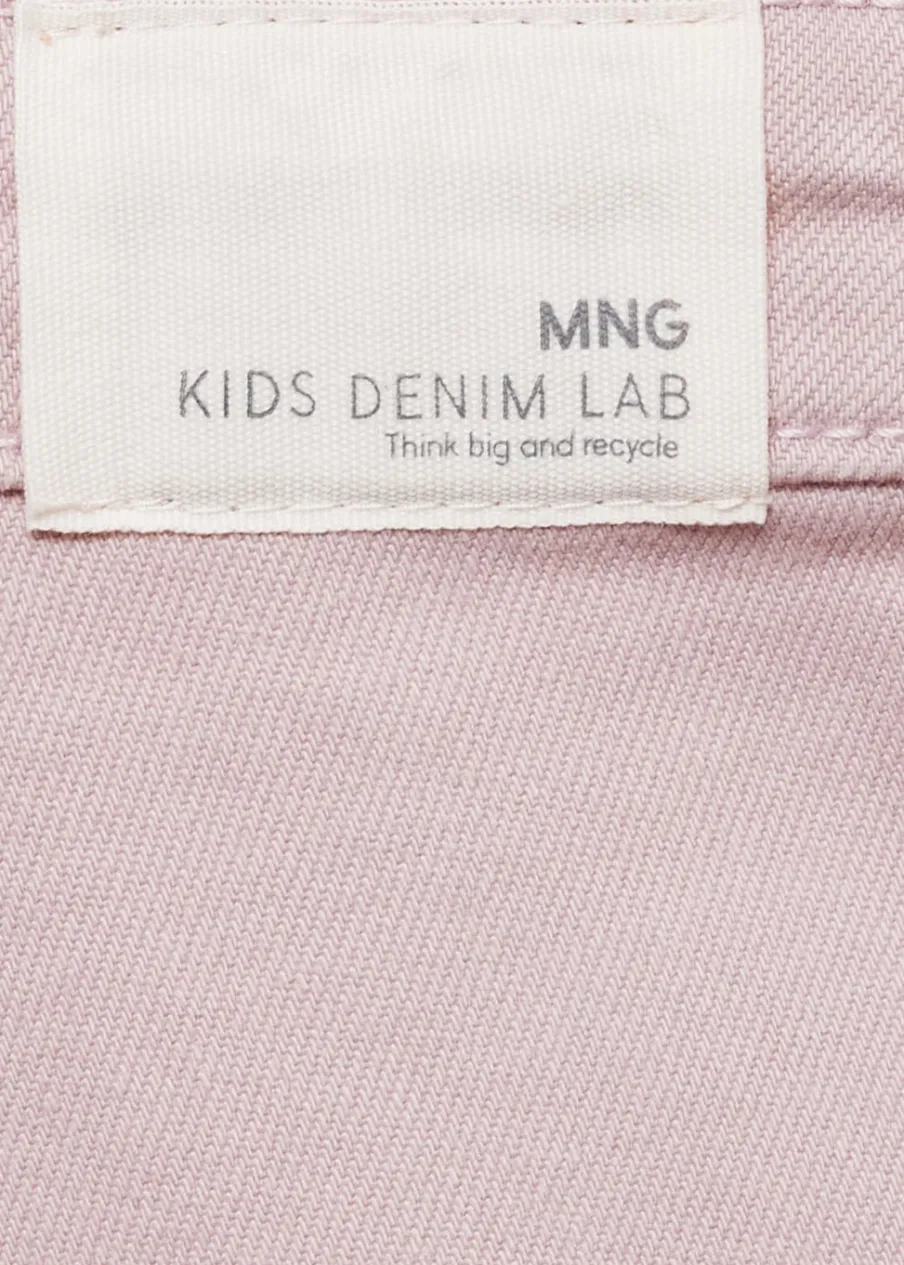 MNG
KIDS DENIM LAB
Think big and recycle